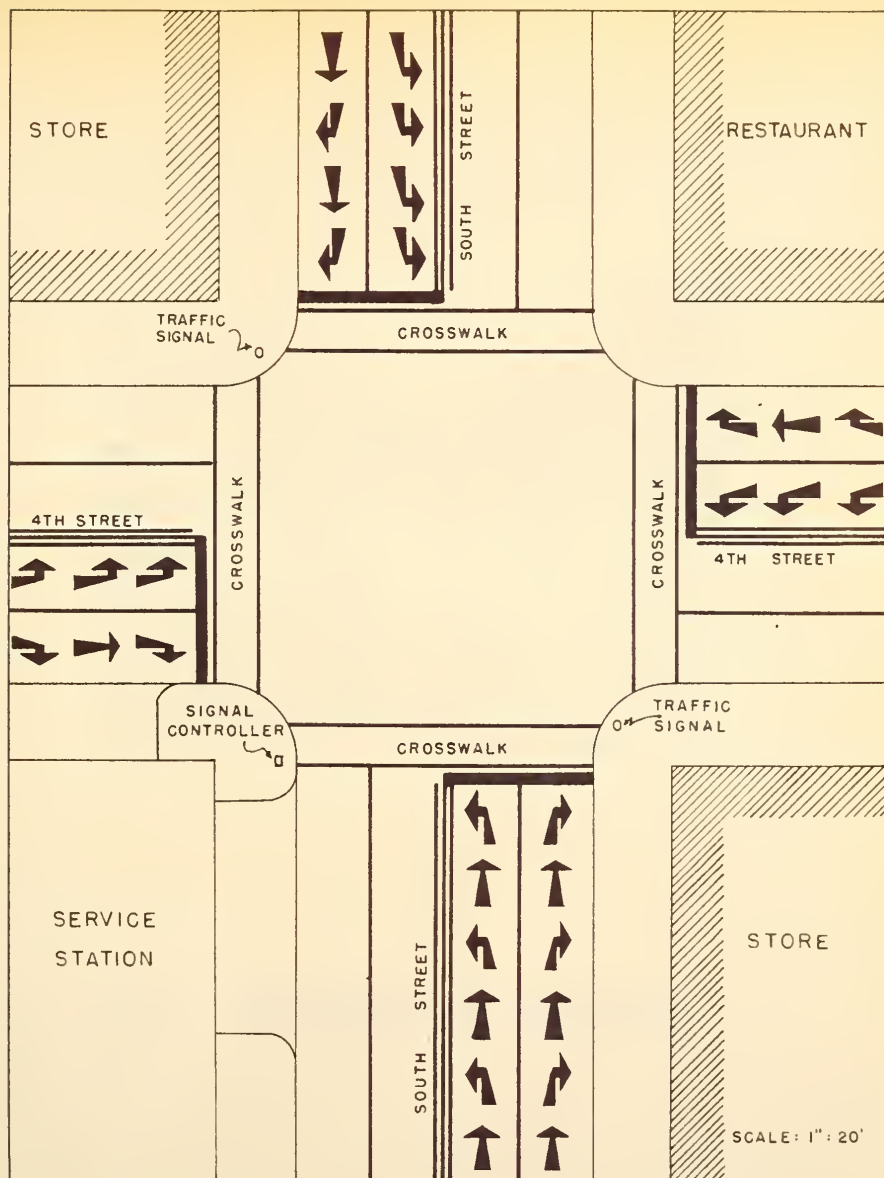 STORE
SOUTH STREET
RESTAURANT
TRAFFIC
SIGNAL
CROSSWALK
4TH STREET
CROSSWALK
CROSSWALK
4TH STREET
SIGNAL
CONTROLLER
TRAFFIC
SIGNAL
CROSSWALK
SERVICE
STATION
SOUTH STREET
STORE
SCALE: 1": 20'